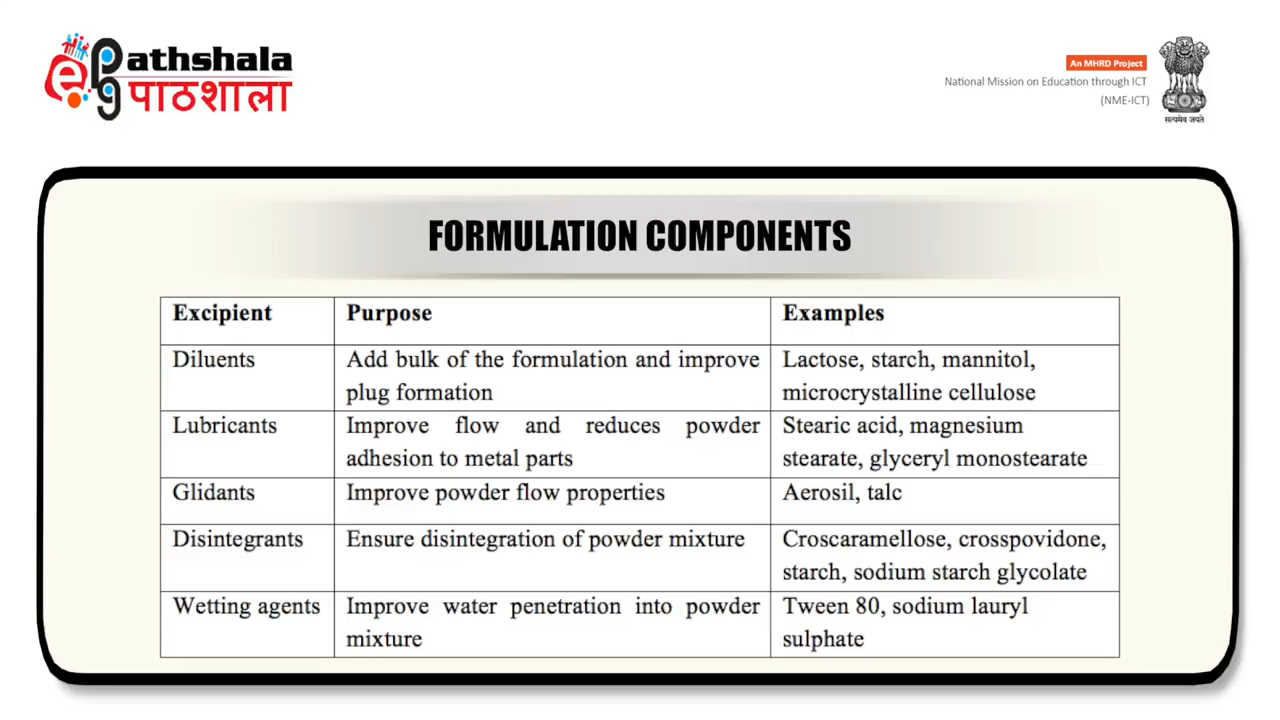 e Pathshala
pg पाठशाला
An MHRD Project
National Mission on Education through ICT
(NME-ICT)
सत्यमेव जयते
FORMULATION COMPONENTS
Excipient Purpose Examples
Diluents Add bulk of the formulation and improve Lactose, starch, mannitol,
plug formation microcrystalline cellulose
Lubricants Improve flow and reduces powder Stearic acid, magnesium
adhesion to metal parts stearate, glyceryl monostearate
Glidants Improve powder flow properties Aerosil, talc
Disintegrants Ensure disintegration of powder mixture Croscaramellose, crosspovidone,
starch, sodium starch glycolate
Wetting agents Improve water penetration into powder Tween 80, sodium lauryl
mixture sulphate